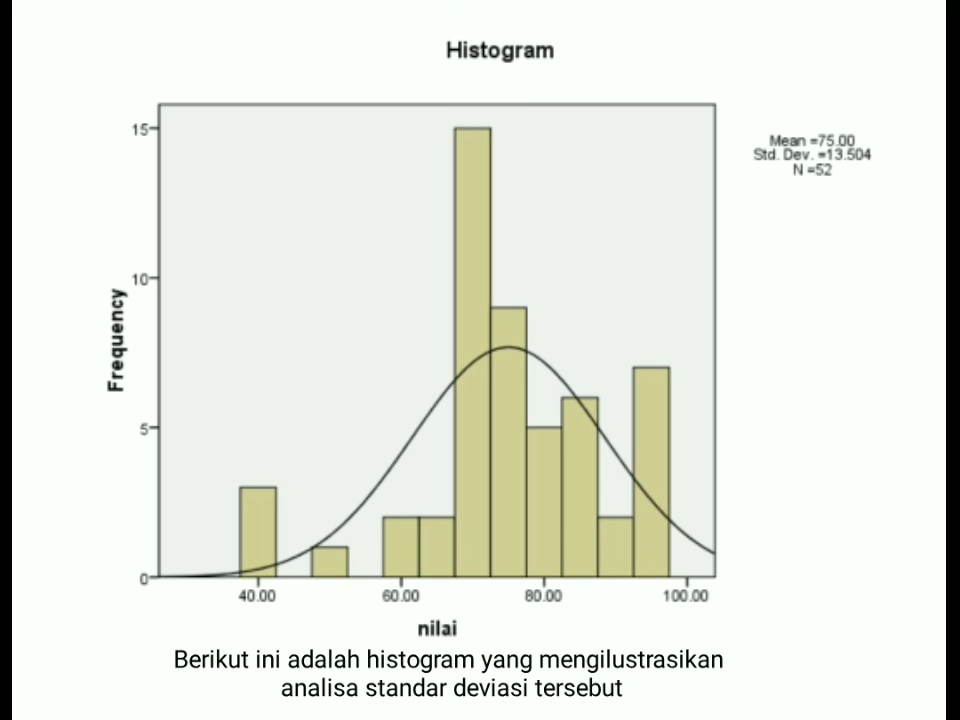 Histogram
Mean =75.00
Std. Dev. =13.504
N =52
Frequency
15
10
5
0
40.00 60.00 80.00 100.00
nilai
Berikut ini adalah histogram yang mengilustrasikan
analisa standar deviasi tersebut